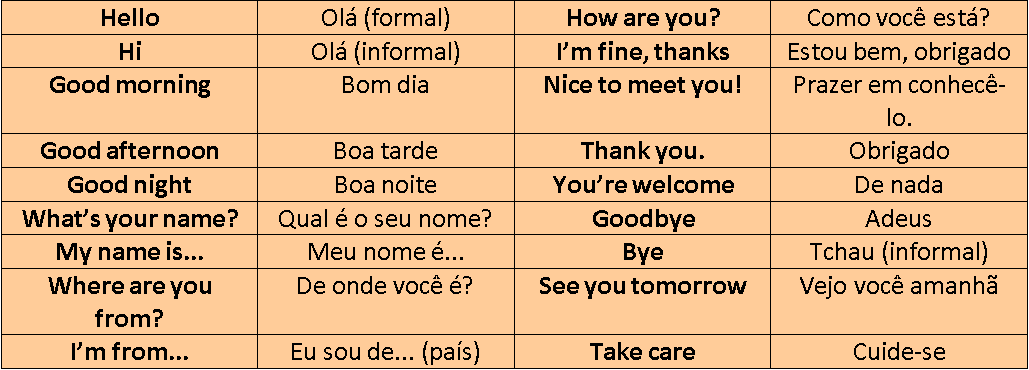 Hello Olá (formal) How are you? Como você está?
Hi Olá (informal) I’m fine, thanks Estou bem, obrigado
Good morning Bom dia Nice to meet you! Prazer em conhecê-
lo.
Good afternoon Boa tarde Thank you. Obrigado
Good night Boa noite You’re welcome De nada
What’s your name? Qual é o seu nome? Goodbye Adeus
My name is... Meu nome é... Bye Tchau (informal)
Where are you De onde você é? See you tomorrow Vejo você amanhã
from?
I’m from... Eu sou de... (país) Take care Cuide-se